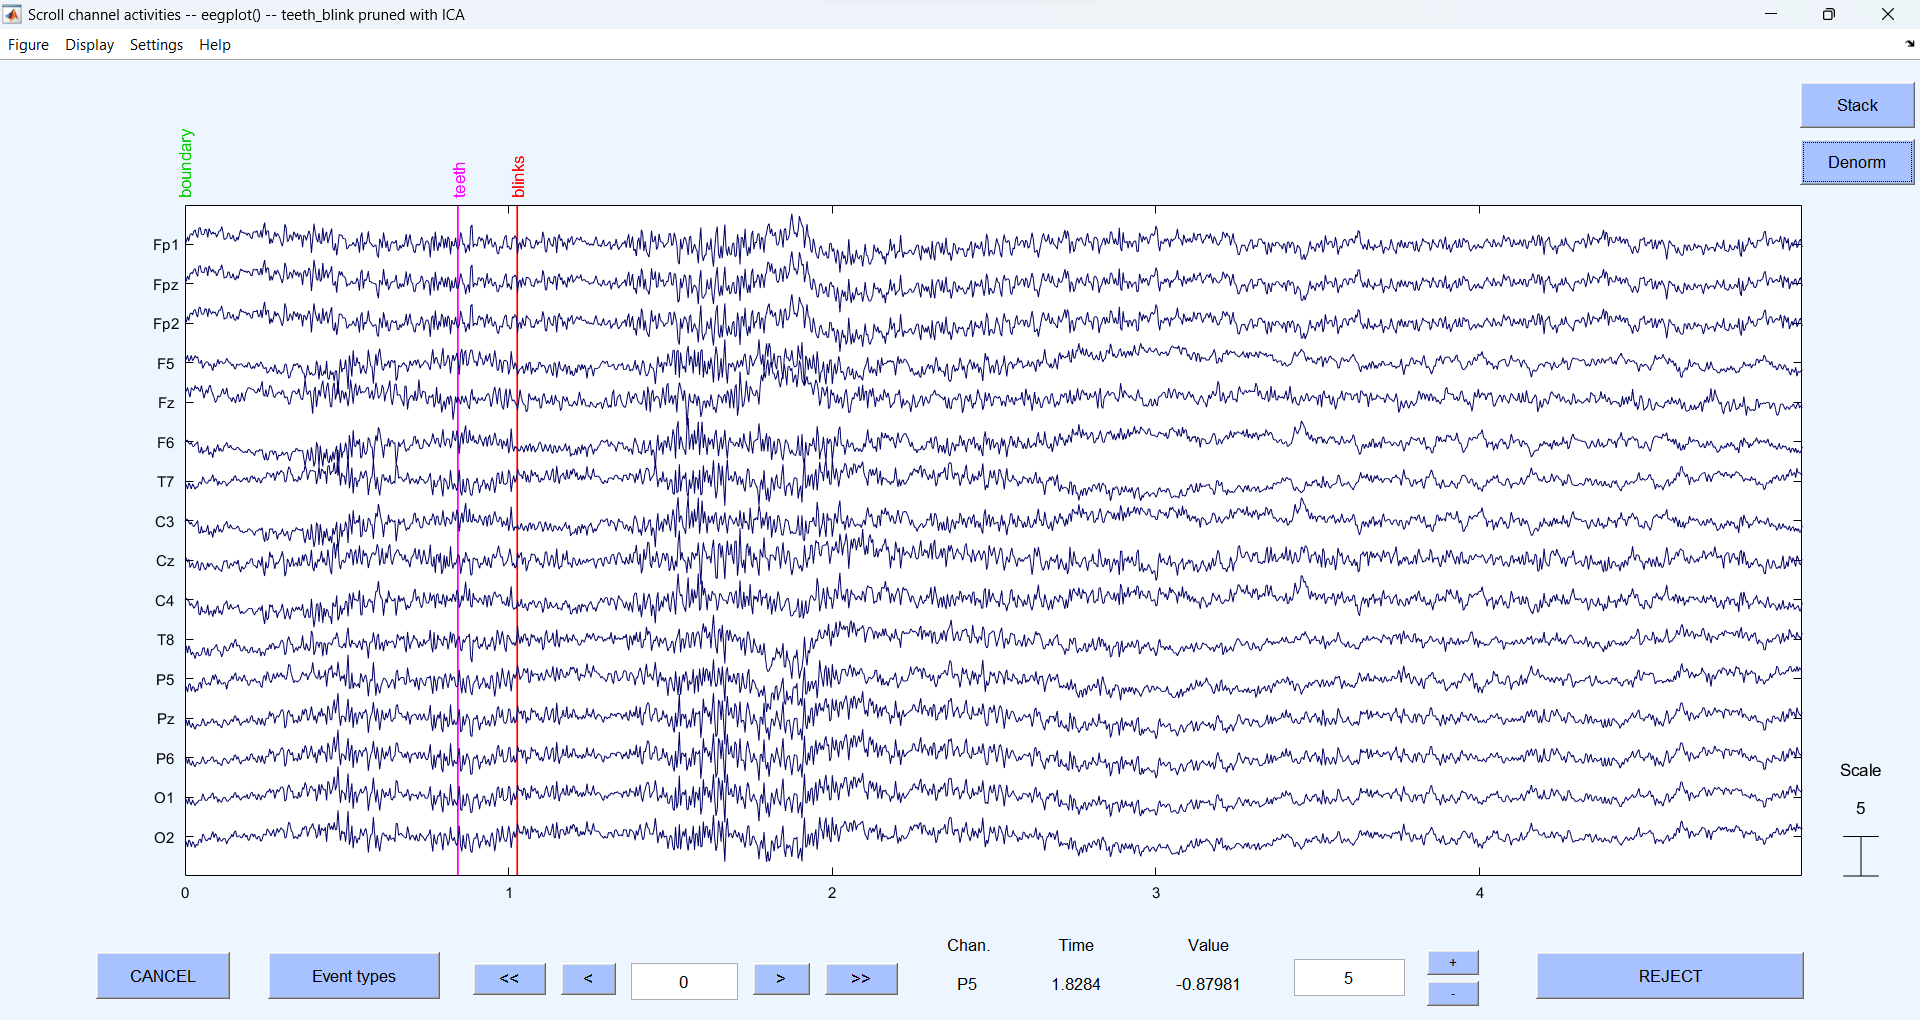 Scroll channel activities -- eegplot() -- teeth_blink pruned with ICA
Figure Display Settings Help
Stack
Denorm
boundary
teeth
blinks
Fp1
Fpz
Fp2
F5
Fz
F6
T7
C3
Cz
C4
T8
P5
Pz
P6
O1
O2
Scale
5
0 1 2 3 4
Chan. Time Value
CANCEL Event types << < 0 > >> P5 1.8284 -0.87981 5 + - REJECT